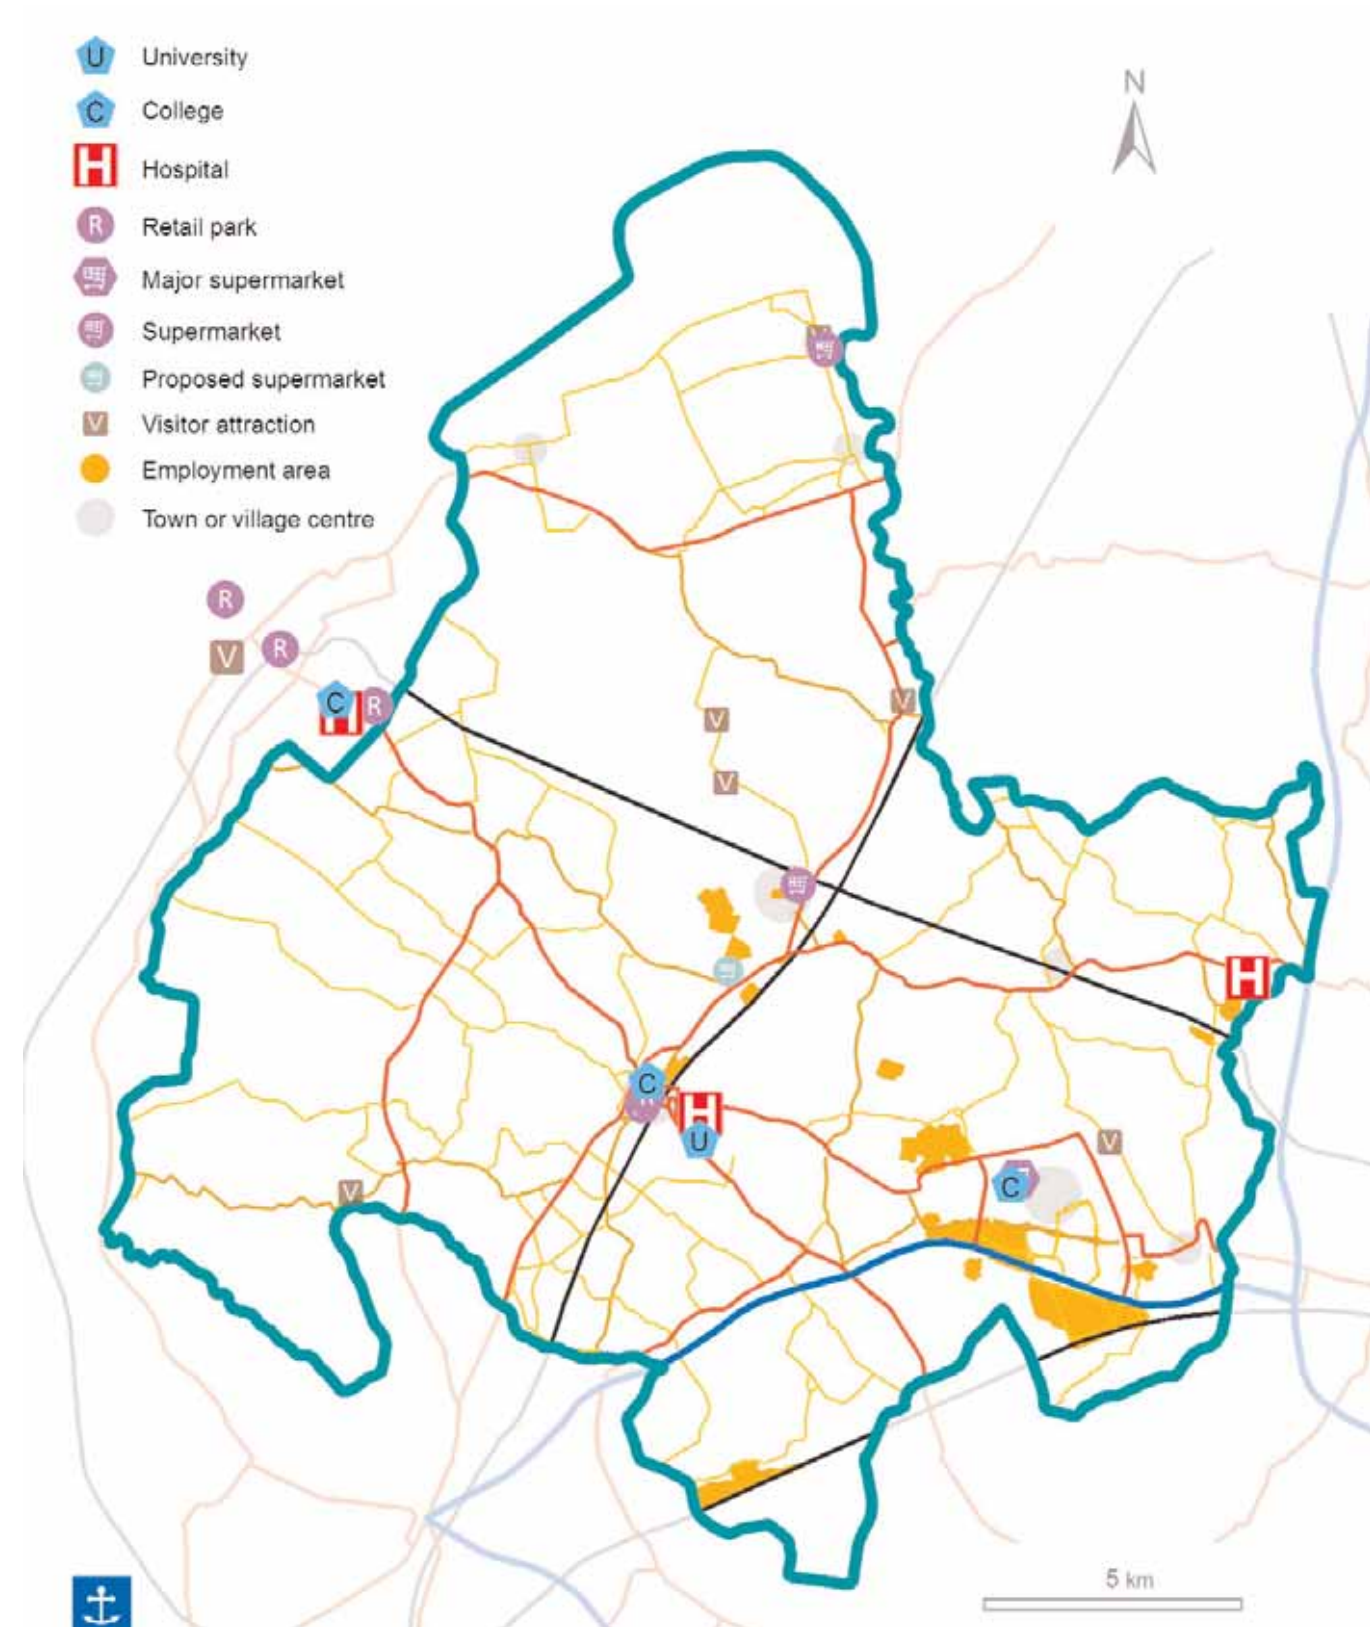 U University
C College
H Hospital
R Retail park
Major supermarket
Supermarket
Proposed supermarket
V Visitor attraction
Employment area
Town or village centre
N
V
R
V
R
C
H
R
V
V
V
H
C
H
U
V
C
V
5 km